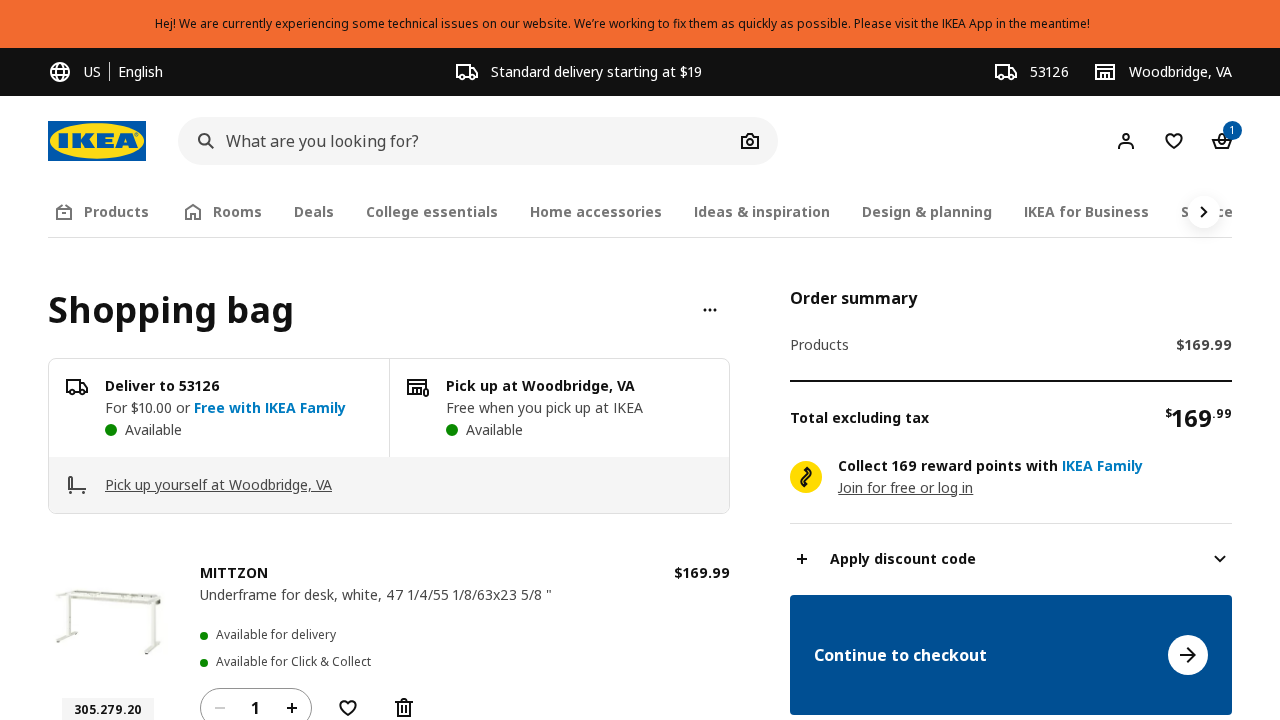 Hej! We are currently experiencing some technical issues on our website. We’re working to fix them as quickly as possible. Please visit the IKEA App in the meantime!
US English
Standard delivery starting at $19
53126
Woodbridge, VA
IKEA
What are you looking for?
1
Products
Rooms
Deals
College essentials
Home accessories
Ideas & inspiration
Design & planning
IKEA for Business
Shopping bag
Deliver to 53126
For $10.00 or Free with IKEA Family
Available
Pick up at Woodbridge, VA
Free when you pick up at IKEA
Available
Pick up yourself at Woodbridge, VA
MITTZON
$169.99
Underframe for desk, white, 47 1/4/55 1/8/63x23 5/8 "
Available for delivery
Available for Click & Collect
305.279.20
1
Order summary
Products $169.99
Total excluding tax $169.99
Collect 169 reward points with IKEA Family
Join for free or log in
Apply discount code
Continue to checkout